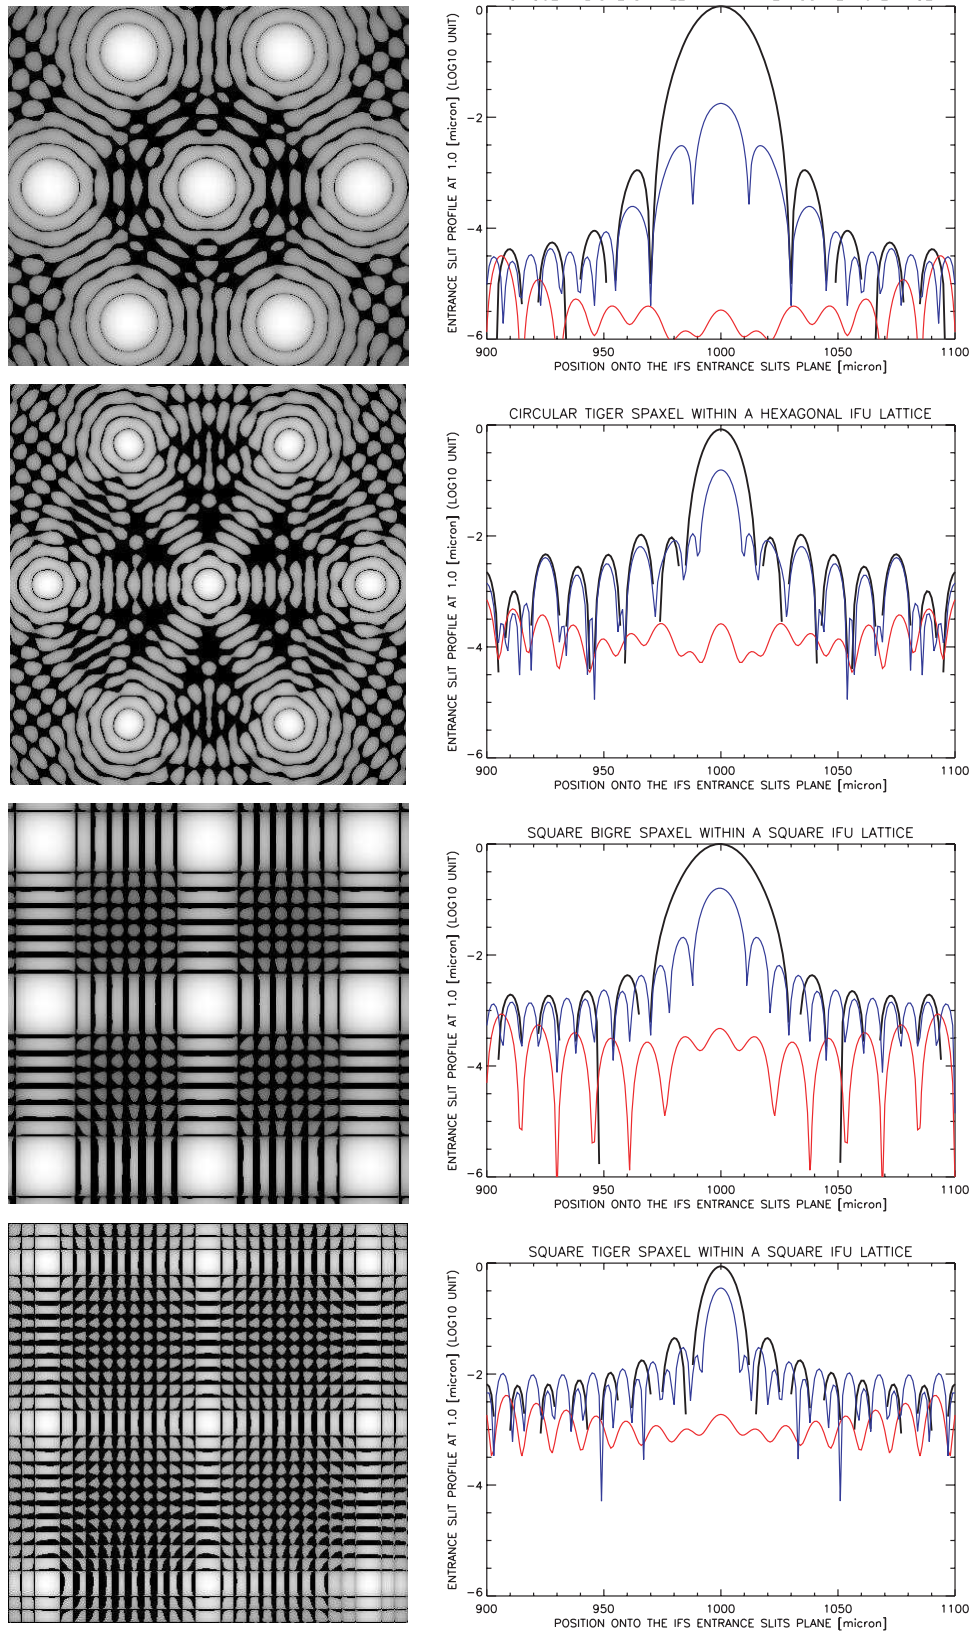 ENTRANCE SLIT PROFILE AT 1.0 [micron] (LOG10 UNIT)
0
-2
-4
-6
900 950 1000 1050 1100
POSITION ONTO THE IFS ENTRANCE SLITS PLANE [micron]
CIRCULAR TIGER SPAXEL WITHIN A HEXAGONAL IFU LATTICE
ENTRANCE SLIT PROFILE AT 1.0 [micron] (LOG10 UNIT)
0
-2
-4
-6
900 950 1000 1050 1100
POSITION ONTO THE IFS ENTRANCE SLITS PLANE [micron]
SQUARE BIGRE SPAXEL WITHIN A SQUARE IFU LATTICE
ENTRANCE SLIT PROFILE AT 1.0 [micron] (LOG10 UNIT)
0
-2
-4
-6
900 950 1000 1050 1100
POSITION ONTO THE IFS ENTRANCE SLITS PLANE [micron]
SQUARE TIGER SPAXEL WITHIN A SQUARE IFU LATTICE
ENTRANCE SLIT PROFILE AT 1.0 [micron] (LOG10 UNIT)
0
-2
-4
-6
900 950 1000 1050 1100
POSITION ONTO THE IFS ENTRANCE SLITS PLANE [micron]